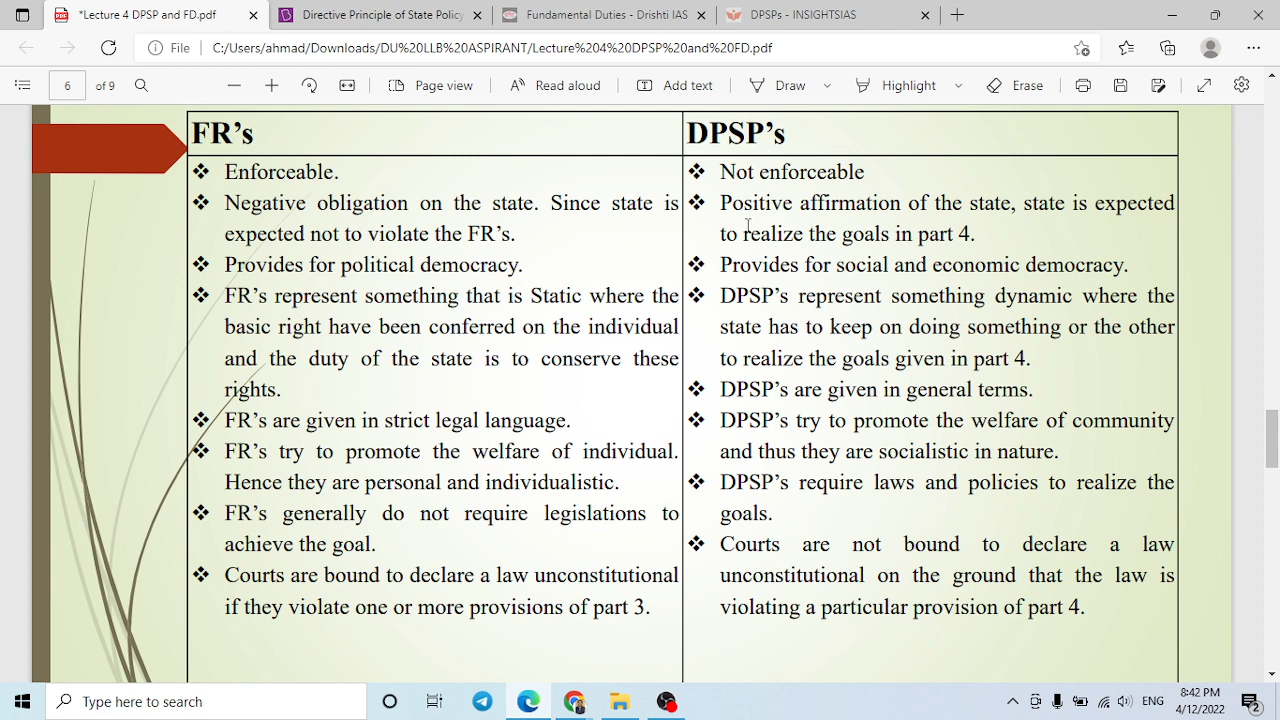 *Lecture 4 DPSP and FD.pdf
Directive Principle of State Policy
Fundamental Duties - Drishti IAS
DPSPs - INSIGHTSIAS
File
C:/Users/ahmad/Downloads/DU%20LLB%20ASPIRANT/Lecture%204%20DPSP%20and%20FD.pdf
6 of 9
Page view
Read aloud
Add text
Draw
Highlight
Erase
FR's
Enforceable.
Negative obligation on the state. Since state is
expected not to violate the FR's.
Provides for political democracy.
FR's represent something that is Static where the
basic right have been conferred on the individual
and the duty of the state is to conserve these
rights.
FR's are given in strict legal language.
FR's try to promote the welfare of individual.
Hence they are personal and individualistic.
FR's generally do not require legislations to
achieve the goal.
Courts are bound to declare a law unconstitutional
if they violate one or more provisions of part 3.
DPSP's
Not enforceable
Positive affirmation of the state, state is expected
to realize the goals in part 4.
Provides for social and economic democracy.
DPSP's represent something dynamic where the
state has to keep on doing something or the other
to realize the goals given in part 4.
DPSP's are given in general terms.
DPSP's try to promote the welfare of community
and thus they are socialistic in nature.
DPSP's require laws and policies to realize the
goals.
Courts are not bound to declare a law
unconstitutional on the ground that the law is
violating a particular provision of part 4.
Type here to search
ENG
8:42 PM
4/12/2022
2